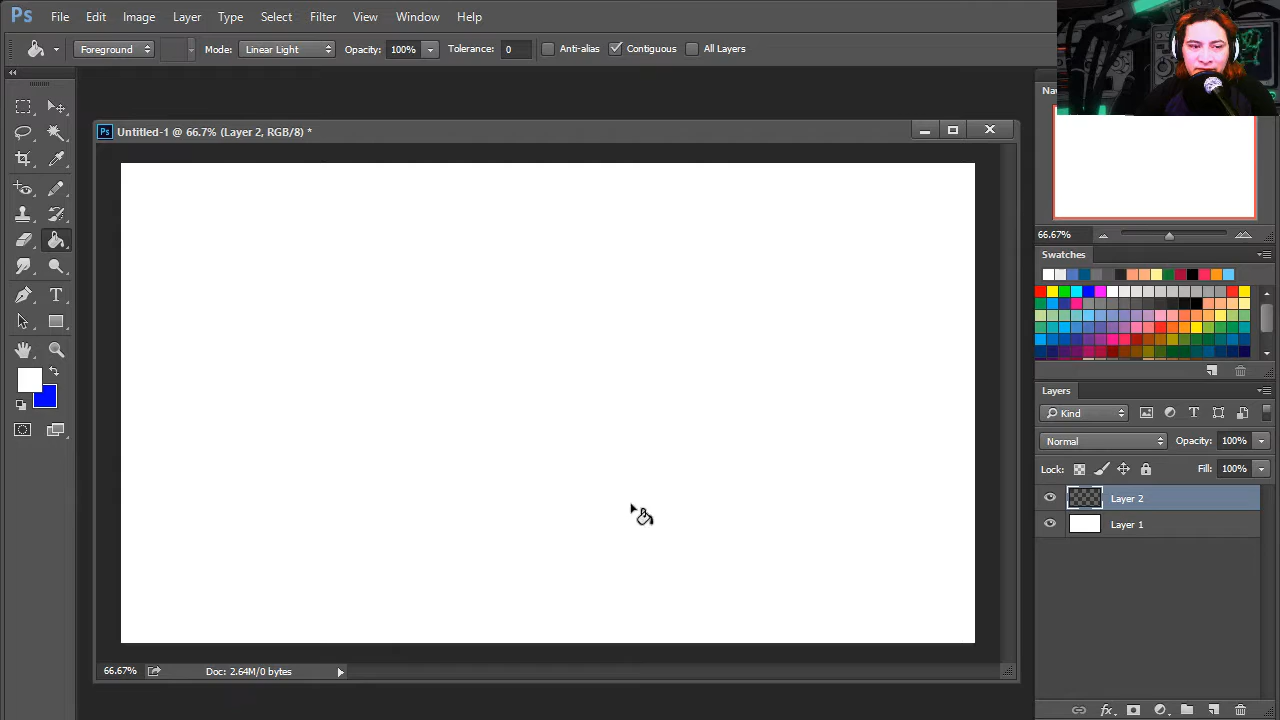 Ps File Edit Image Layer Type Select Filter View Window Help
Foreground Mode: Linear Light Opacity: 100% Tolerance: 0 Anti-alias Contiguous All Layers
Ps Untitled-1 @ 66.7% (Layer 2, RGB/8) *
66.67%
Swatches
Layers
Kind T
Normal Opacity: 100%
Lock: Fill: 100%
Layer 2
Layer 1
T
66.67% Doc: 2.64M/0 bytes
fx